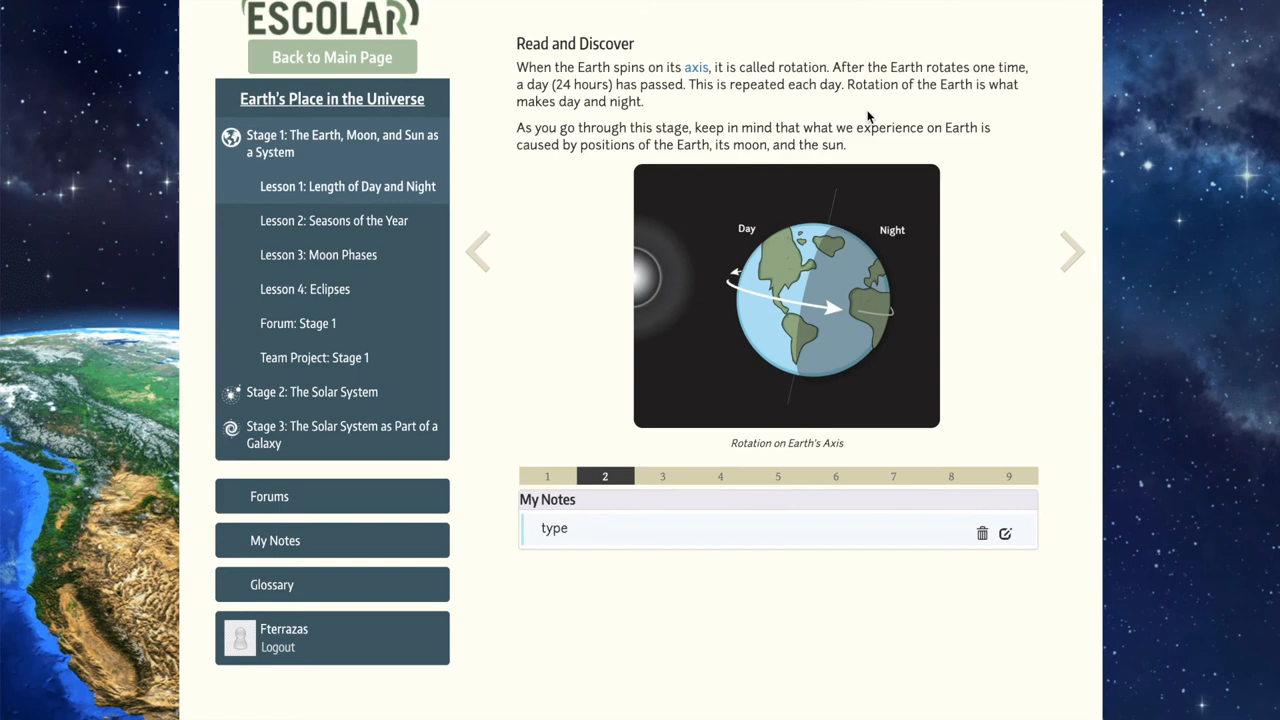 ESCOLAR
Back to Main Page
Earth's Place in the Universe
Stage 1: The Earth, Moon, and Sun as
a System
Lesson 1: Length of Day and Night
Lesson 2: Seasons of the Year
Lesson 3: Moon Phases
Lesson 4: Eclipses
Forum: Stage 1
Team Project: Stage 1
Stage 2: The Solar System
Stage 3: The Solar System as Part of a
Galaxy
Forums
My Notes
Glossary
Fterrazas
Logout
Read and Discover
When the Earth spins on its axis, it is called rotation. After the Earth rotates one time,
a day (24 hours) has passed. This is repeated each day. Rotation of the Earth is what
makes day and night.
As you go through this stage, keep in mind that what we experience on Earth is
caused by positions of the Earth, its moon, and the sun.
Day
Night
Rotation on Earth's Axis
1 2 3 4 5 6 7 8 9
My Notes
type